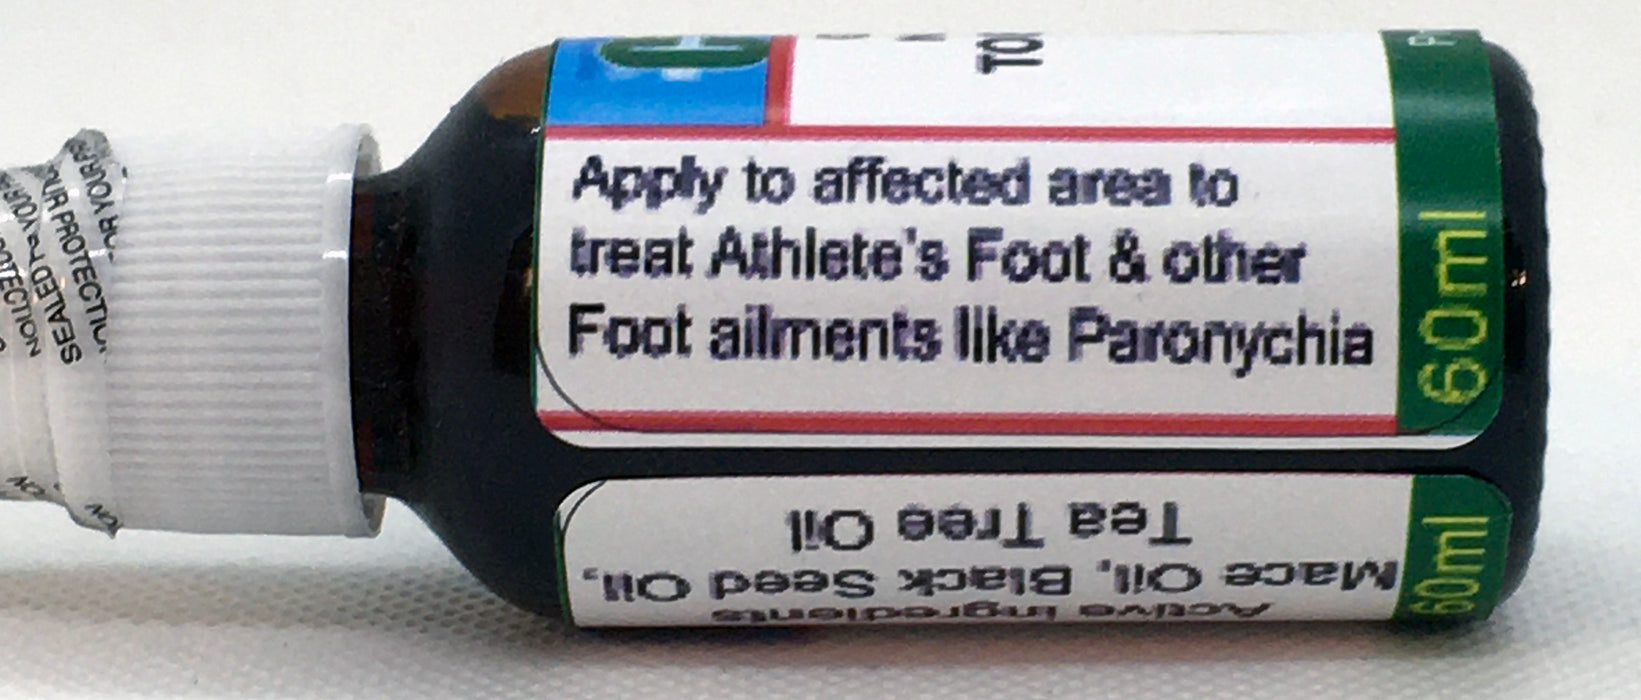 Apply to affected area to
treat Athlete's Foot & other
Foot ailments like Paronychia
60ml
Active ingredients
Mace Oil, Black Seed Oil,
Tea Tree Oil
60ml
SEALED FOR YOUR PROTECTION